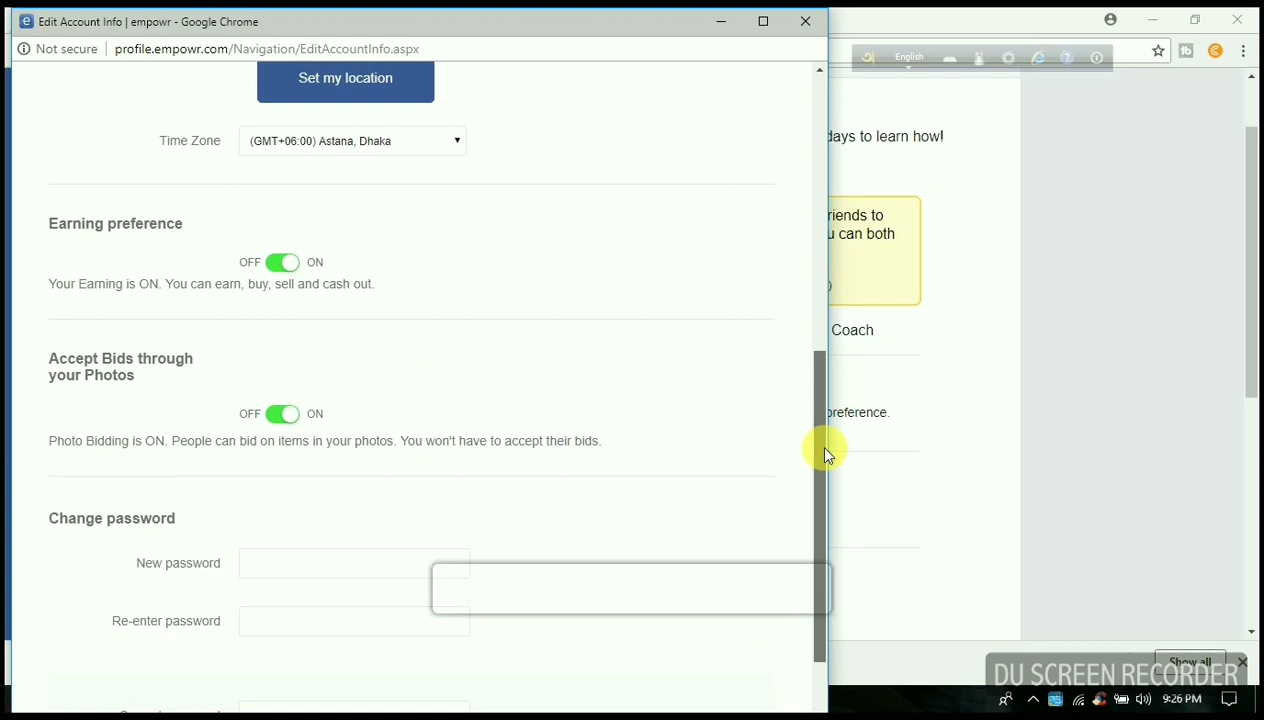 Edit Account Info | empowr - Google Chrome
Not secure | profile.empowr.com/Navigation/EditAccountInfo.aspx
English
Set my location
days to learn how!
Time Zone (GMT+06:00) Astana, Dhaka
riends to
Earning preference
u can both
OFF ON
Your Earning is ON. You can earn, buy, sell and cash out.
Coach
Accept Bids through
your Photos
OFF ON
preference.
Photo Bidding is ON. People can bid on items in your photos. You won't have to accept their bids.
Change password
New password
Re-enter password
Show all
DU SCREEN RECORDER
9:26 PM